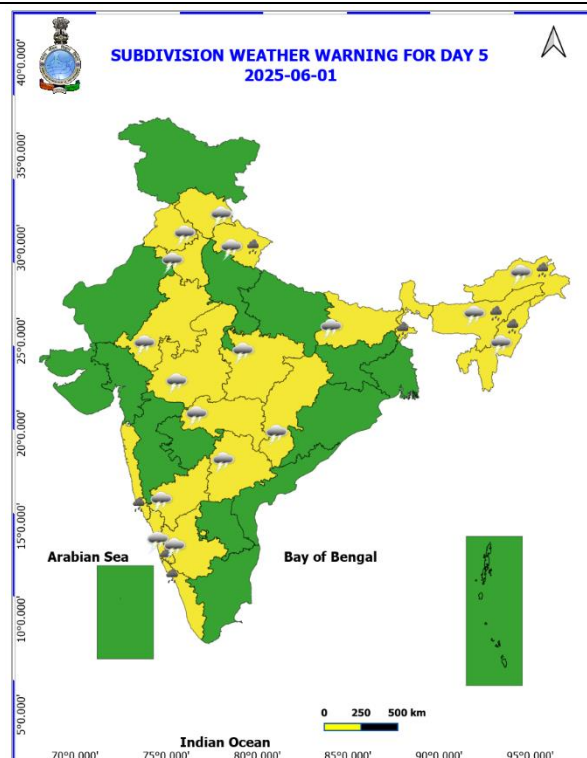 SUBDIVISION WEATHER WARNING FOR DAY 5
2025-06-01
40°0.000'
35°0.000'
30°0.000'
25°0.000'
20°0.000'
15°0.000'
10°0.000'
5°0.000'
Arabian Sea
Bay of Bengal
0 250 500 km
Indian Ocean
70°0.000' 75°0.000' 80°0.000' 85°0.000' 90°0.000' 95°0.000'